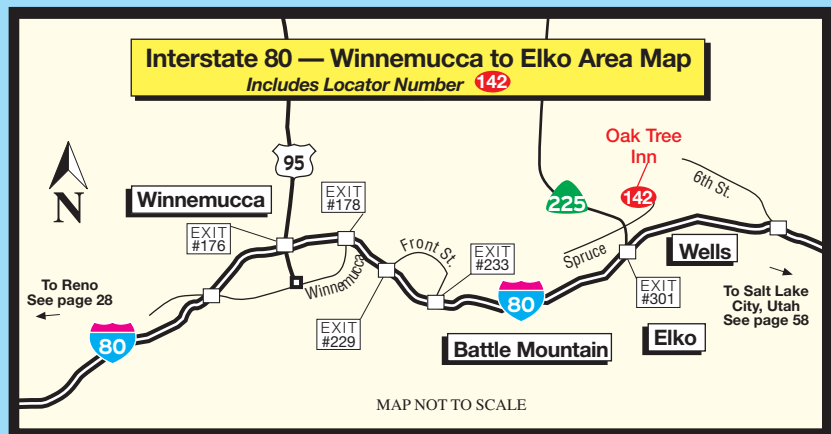 Interstate 80 — Winnemucca to Elko Area Map
Includes Locator Number 142
Oak Tree
Inn
95
N
Winnemucca
EXIT
#178
225
142
6th St.
EXIT
#176
Front St.
EXIT
#233
Spruce
Wells
To Reno
See page 28
Winnemucca
EXIT
#301
To Salt Lake
City, Utah
See page 58
80
EXIT
#229
80
Battle Mountain
Elko
MAP NOT TO SCALE